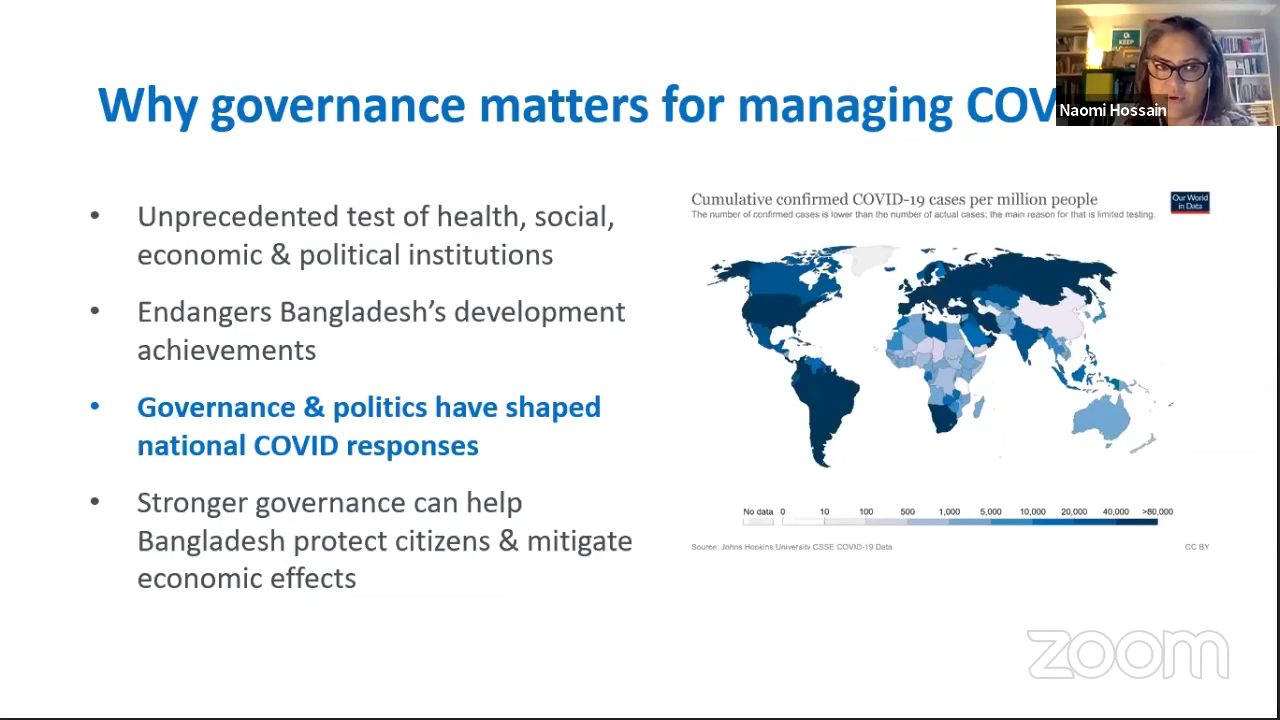 Why governance matters for managing COV
KEEP
Naomi Hossain
• Unprecedented test of health, social,
economic & political institutions
• Endangers Bangladesh’s development
achievements
• Governance & politics have shaped
national COVID responses
• Stronger governance can help
Bangladesh protect citizens & mitigate
economic effects
Cumulative confirmed COVID-19 cases per million people
The number of confirmed cases is lower than the number of actual cases; the main reason for that is limited testing.
Our World
in Data
No data 0 10 100 500 1,000 5,000 10,000 20,000 40,000 >80,000
Source: Johns Hopkins University CSSE COVID-19 Data
CC BY
zoom